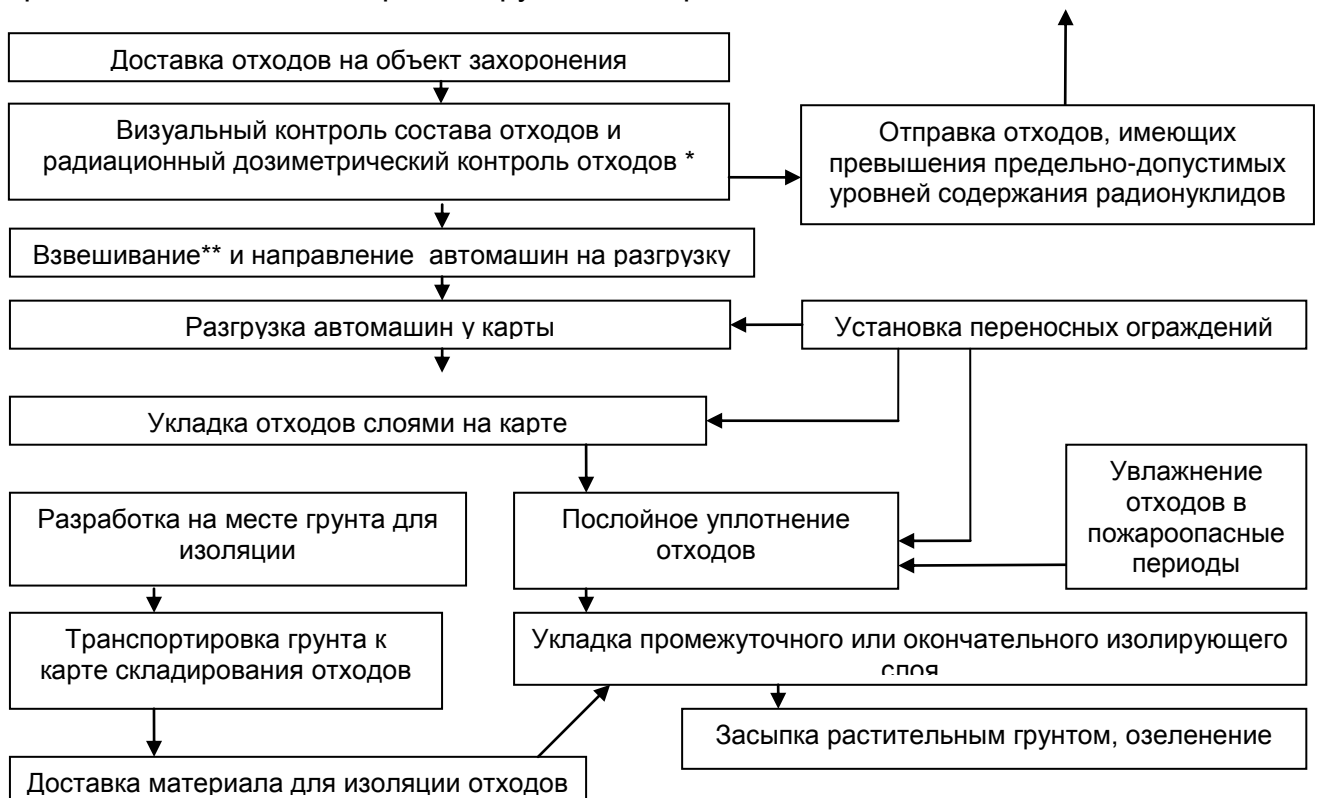 Доставка отходов на объект захоронения
Визуальный контроль состава отходов и
радиационный дозиметрический контроль отходов *
Отправка отходов, имеющих
превышения предельно-допустимых
уровней содержания радионуклидов
Взвешивание** и направление автомашин на разгрузку
Разгрузка автомашин у карты
Установка переносных ограждений
Укладка отходов слоями на карте
Увлажнение
отходов в
пожароопасные
периоды
Разработка на месте грунта для
изоляции
Послойное уплотнение
отходов
Транспортировка грунта к
карте складирования отходов
Укладка промежуточного или окончательного изолирующего
слоя
Засыпка растительным грунтом, озеленение
Доставка материала для изоляции отходов